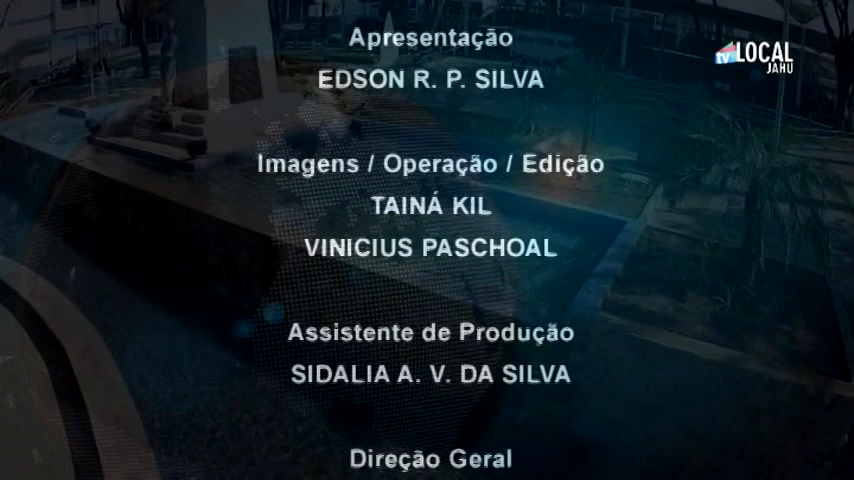 Apresentação
EDSON R. P. SILVA
tv LOCAL
JAHU
Imagens / Operação / Edição
TAINÁ KIL
VINICIUS PASCHOAL
Assistente de Produção
SIDALIA A. V. DA SILVA
Direção Geral